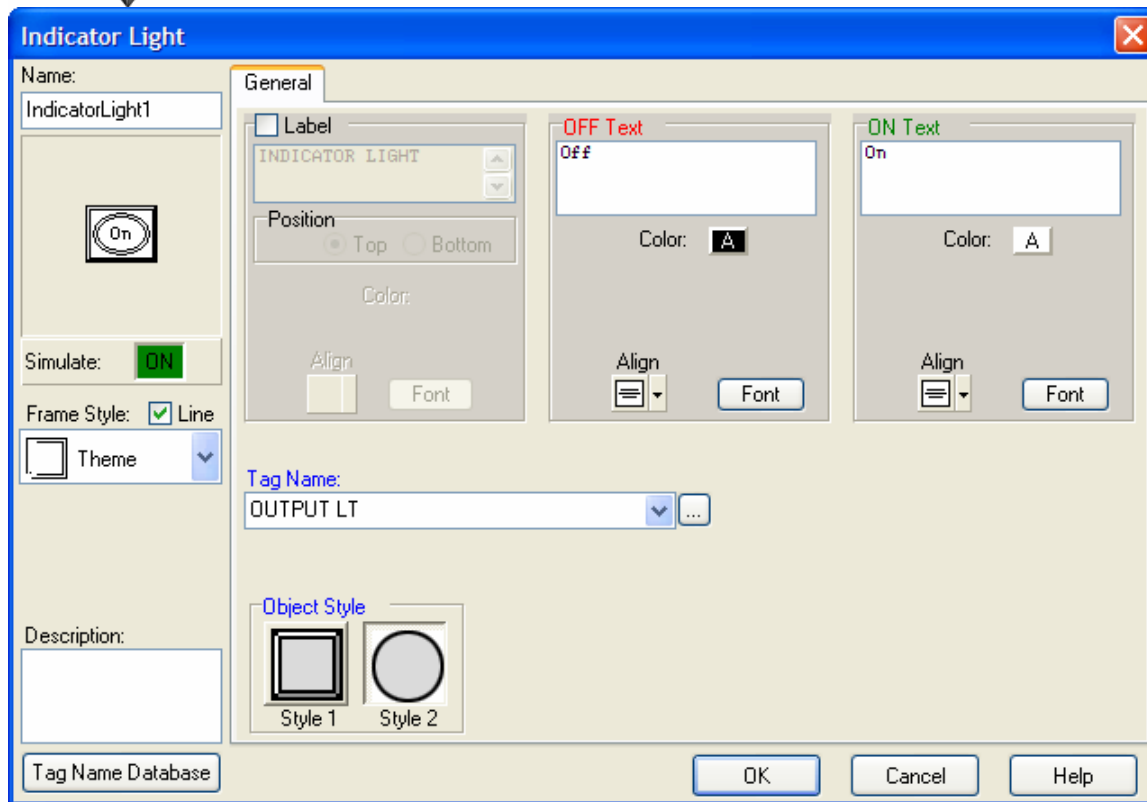 Indicator Light
Name:
IndicatorLight1
On
Simulate: ON
Frame Style: Line
Theme
Description:
Tag Name Database
General
Label
INDICATOR LIGHT
Position
Top Bottom
Color:
Align
Font
OFF Text
Off
Color: A
Align
Font
ON Text
On
Color: A
Align
Font
Tag Name:
OUTPUT LT
...
Object Style
Style 1 Style 2
OK Cancel Help